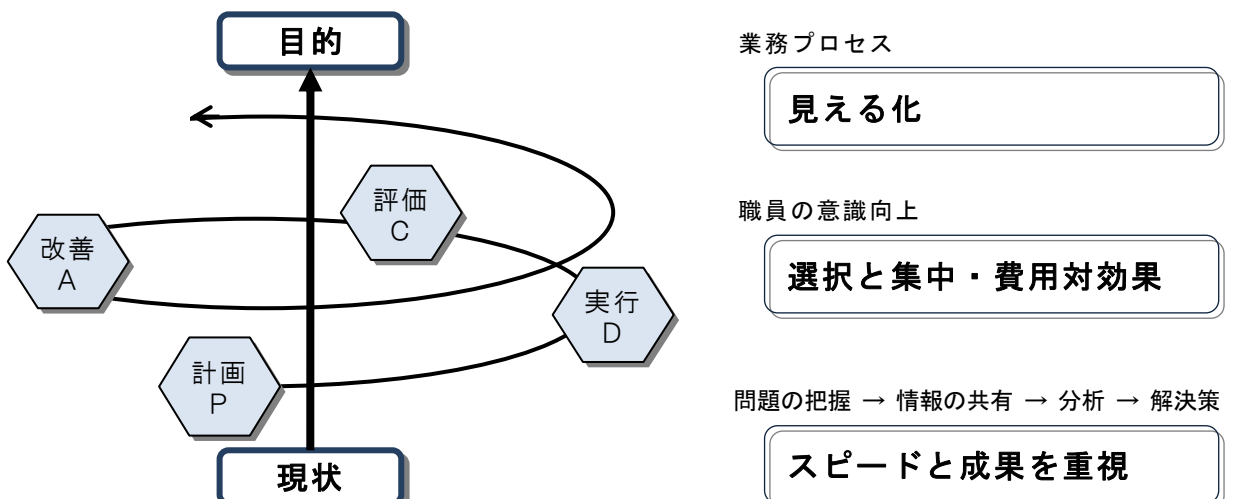 目的
評価
C
改善
A
実行
D
計画
P
現状
業務プロセス
見える化
職員の意識向上
選択と集中・費用対効果
問題の把握 → 情報の共有 → 分析 → 解決策
スピードと成果を重視